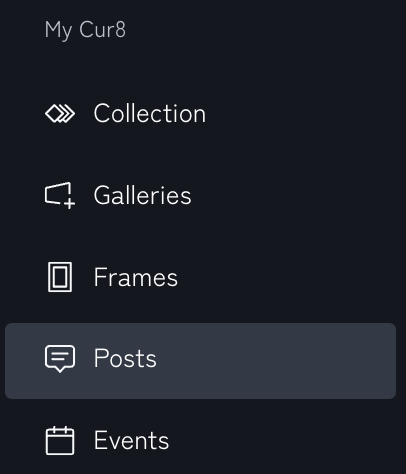 My Cur8
Collection
Galleries
Frames
Posts
Events